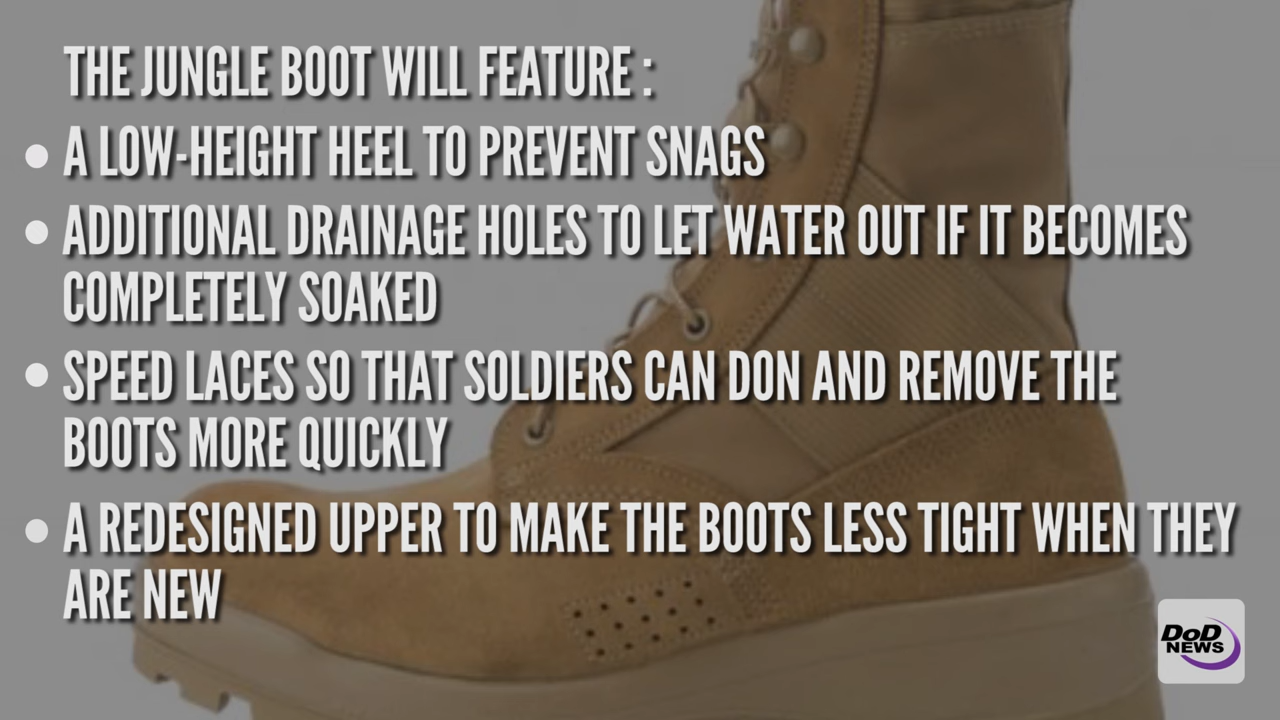 THE JUNGLE BOOT WILL FEATURE :
• A LOW-HEIGHT HEEL TO PREVENT SNAGS
• ADDITIONAL DRAINAGE HOLES TO LET WATER OUT IF IT BECOMES
COMPLETELY SOAKED
• SPEED LACES SO THAT SOLDIERS CAN DON AND REMOVE THE
BOOTS MORE QUICKLY
• A REDESIGNED UPPER TO MAKE THE BOOTS LESS TIGHT WHEN THEY
ARE NEW
DoD
NEWS